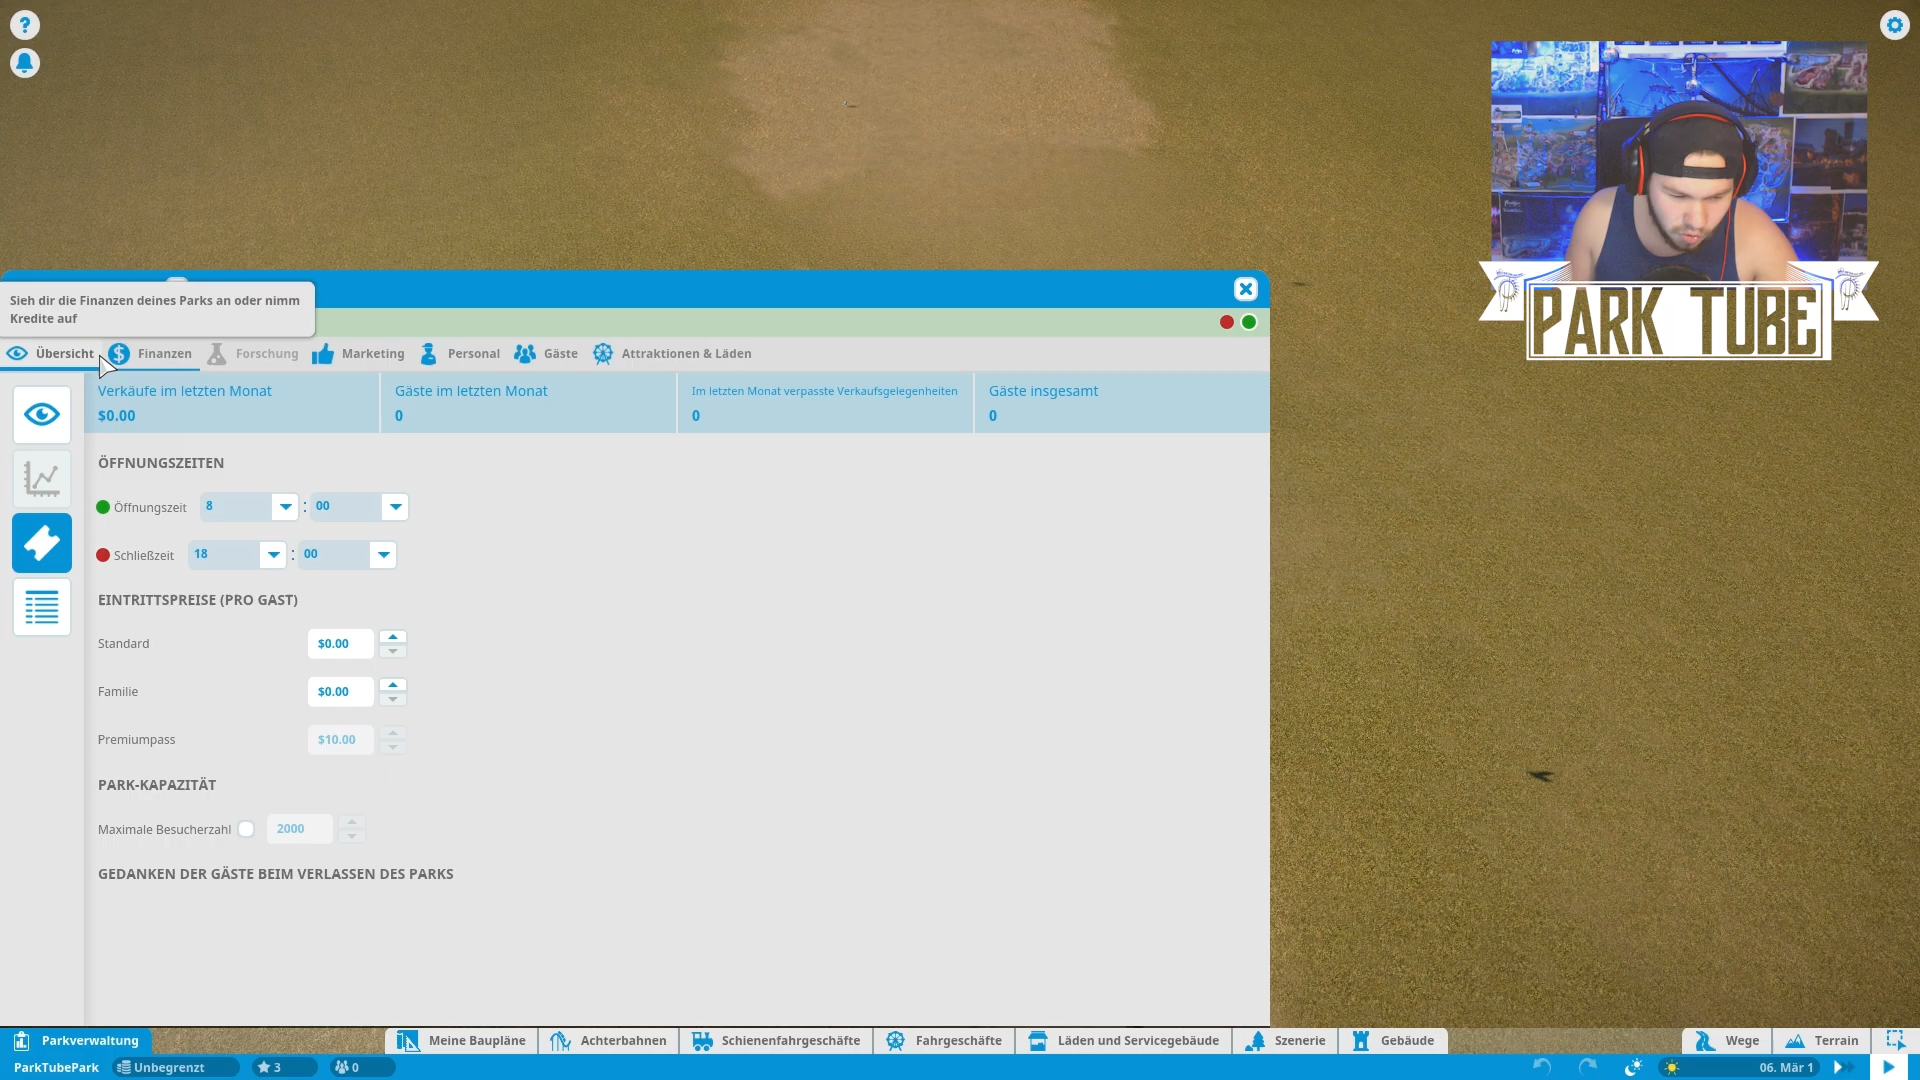 ?
Sieh dir die Finanzen deines Parks an oder nimm
Kredite auf
Übersicht
Finanzen
Forschung
Marketing
Personal
Gäste
Attraktionen & Läden
Verkäufe im letzten Monat
$0.00
Gäste im letzten Monat
0
Im letzten Monat verpasste Verkaufsgelegenheiten
0
Gäste insgesamt
0
ÖFFNUNGSZEITEN
Öffnungszeit 8 : 00
Schließzeit 18 : 00
EINTRITTSPREISE (PRO GAST)
Standard $0.00
Familie $0.00
Premiumpass $10.00
PARK-KAPAZITÄT
Maximale Besucherzahl 2000
GEDANKEN DER GÄSTE BEIM VERLASSEN DES PARKS
PARK TUBE
Parkverwaltung
Meine Baupläne
Achterbahnen
Schienenfahrgeschäfte
Fahrgeschäfte
Läden und Servicegebäude
Szenerie
Gebäude
Wege
Terrain
ParkTubePark
Unbegrenzt
3
0
06. Mär 1